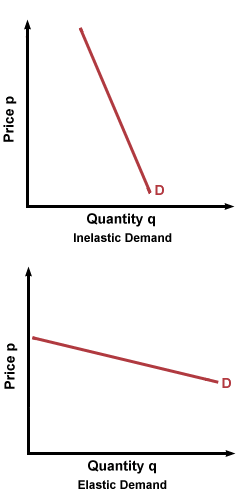 Price p
D
Quantity q
Inelastic Demand
Price p
D
Quantity q
Elastic Demand